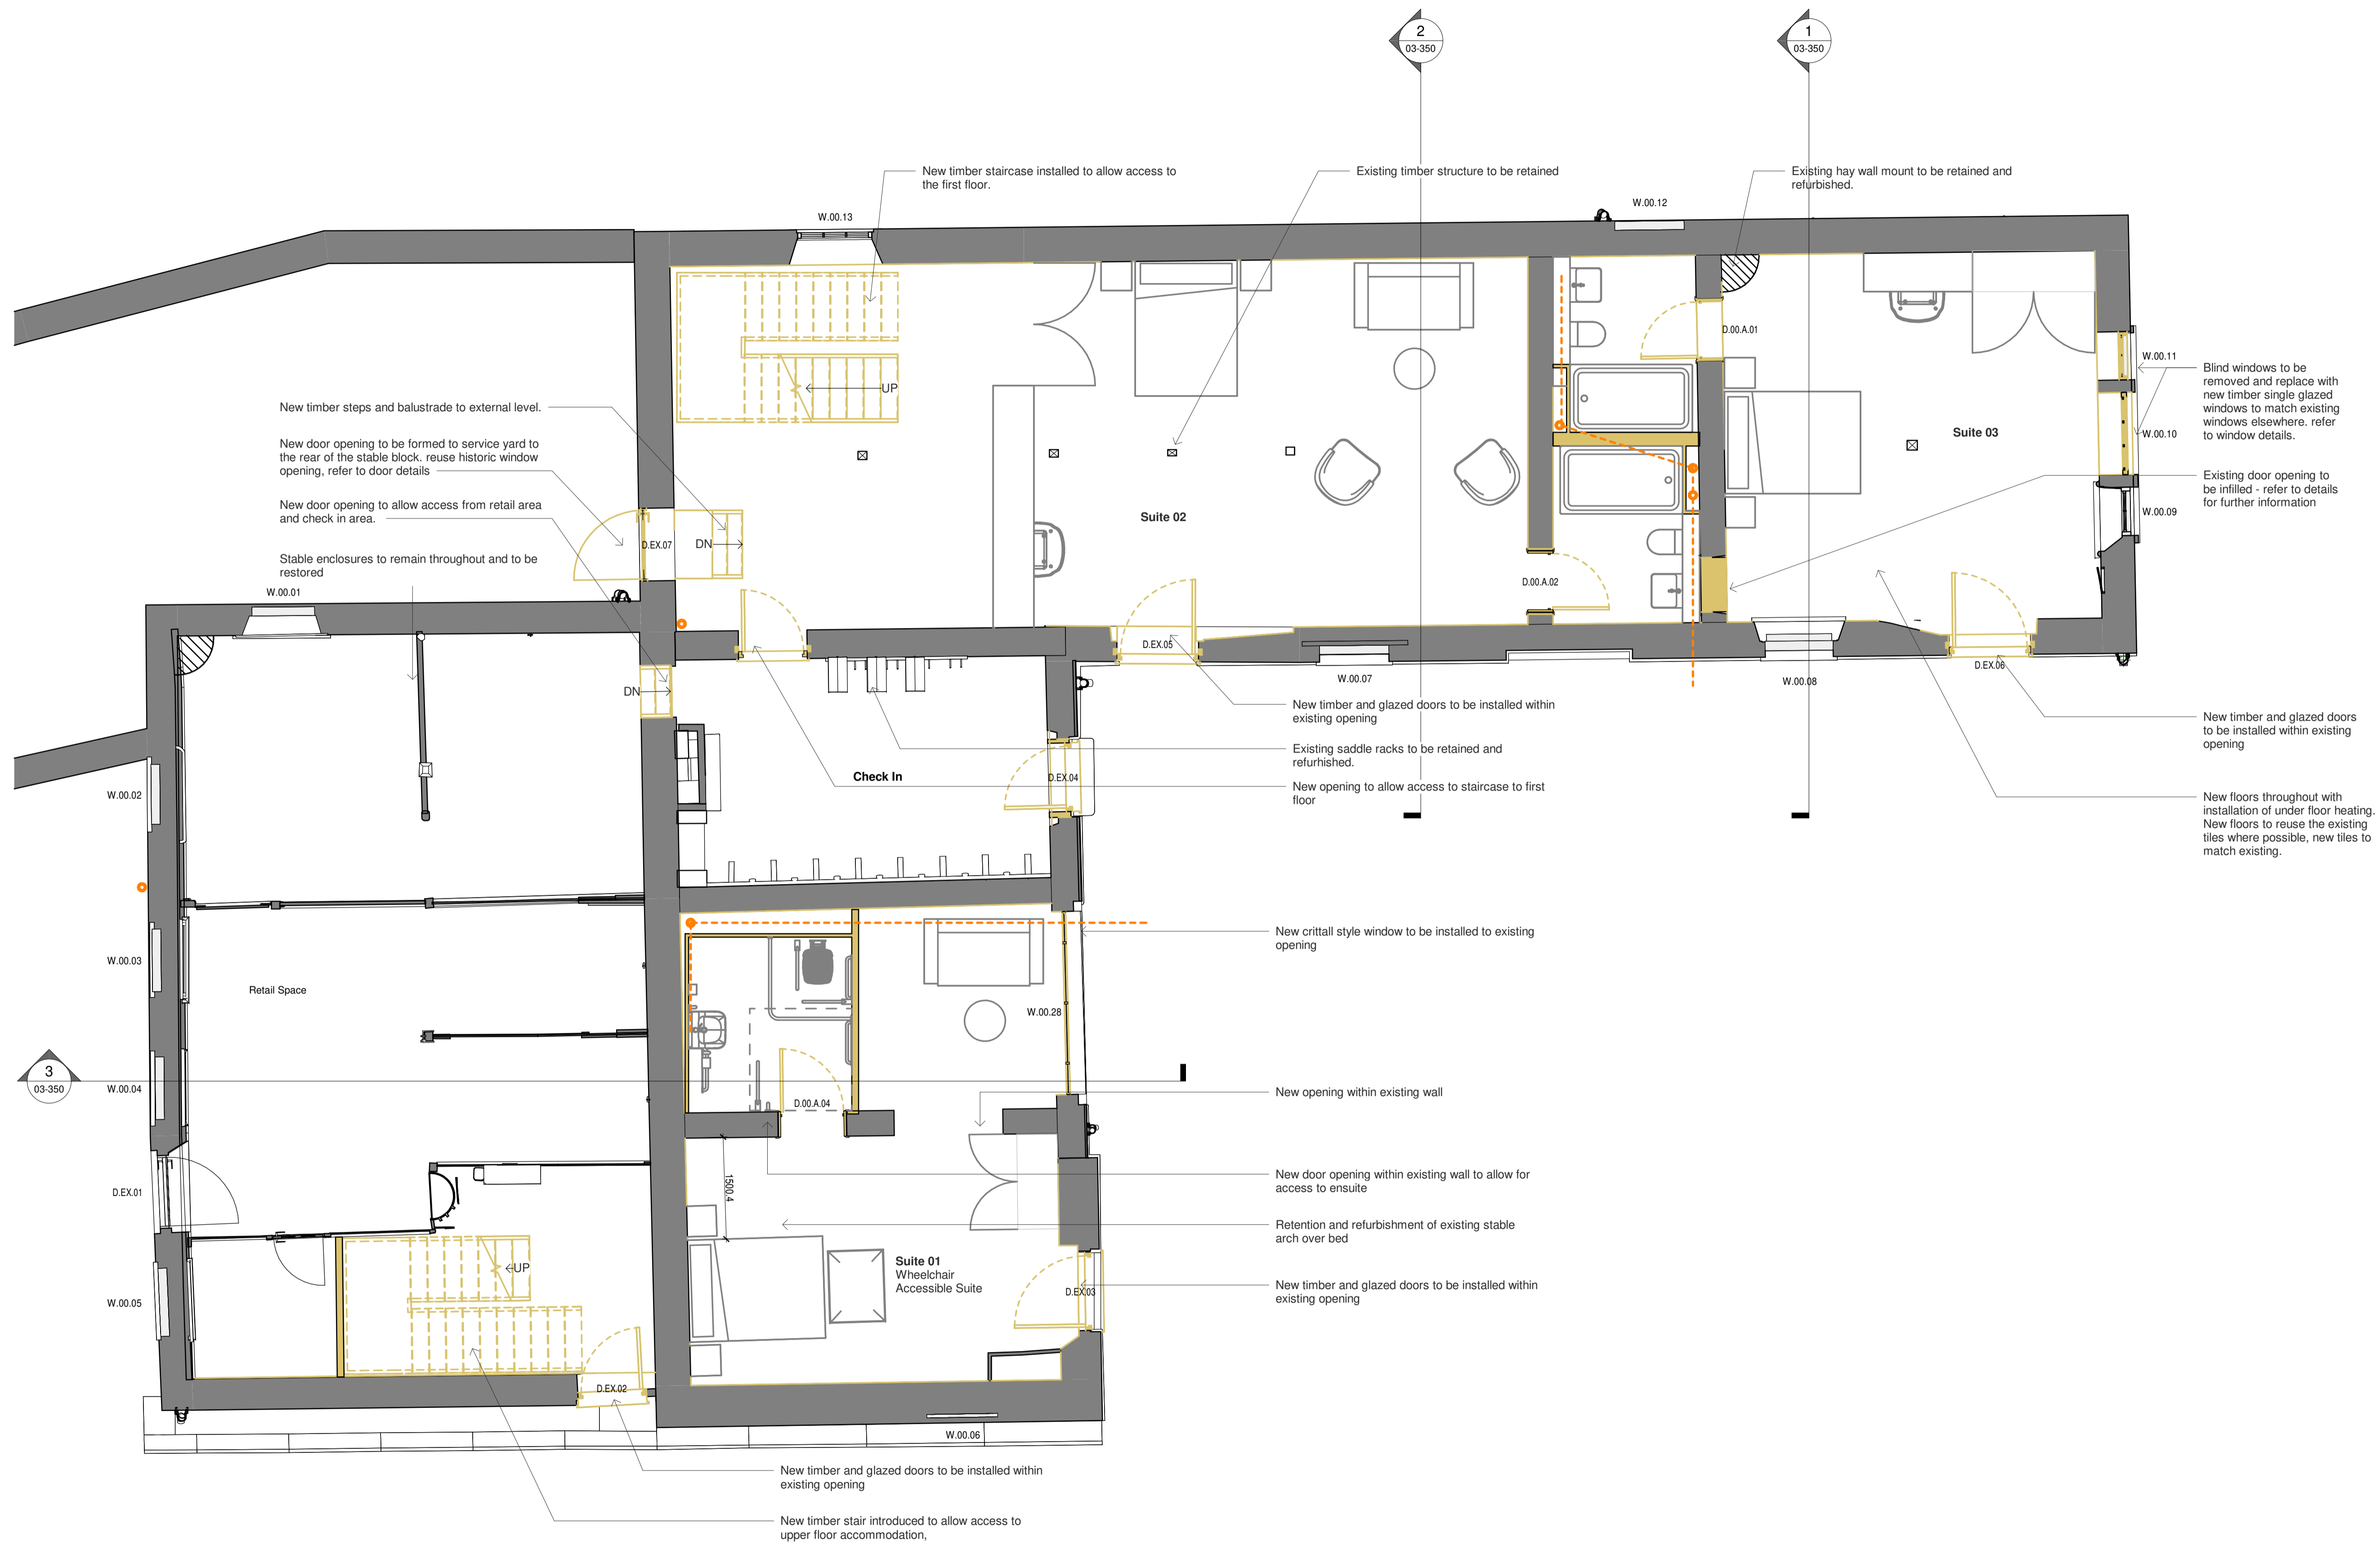 2
03-350
1
03-350
New timber staircase installed to allow access to
the first floor.
Existing timber structure to be retained
Existing hay wall mount to be retained and
refurbished.
W.00.13
W.00.12
D.00.A.01
W.00.11
Blind windows to be
removed and replace with
new timber single glazed
windows to match existing
windows elsewhere. refer
to window details.
UP
New timber steps and balustrade to external level.
W.00.10
Suite 03
New door opening to be formed to service yard to
the rear of the stable block. reuse historic window
opening, refer to door details
Existing door opening to
be infilled - refer to details
for further information
New door opening to allow access from retail area
and check in area.
Suite 02
W.00.09
D.EX.07
DN
Stable enclosures to remain throughout and to be
restored
D.00.A.02
W.00.01
D.EX.05
D.EX.06
W.00.07
W.00.08
DN
New timber and glazed doors to be installed within
existing opening
New timber and glazed doors
to be installed within existing
opening
Existing saddle racks to be retained and
refurhished.
Check In
D.EX.04
New opening to allow access to staircase to first
floor
W.00.02
New floors throughout with
installation of under floor heating.
New floors to reuse the existing
tiles where possible, new tiles to
match existing.
New crittall style window to be installed to existing
opening
W.00.03
Retail Space
W.00.28
3
03-350
W.00.04
New opening within existing wall
D.00.A.04
New door opening within existing wall to allow for
access to ensuite
1500.4
D.EX.01
Retention and refurbishment of existing stable
arch over bed
Suite 01
Wheelchair
Accessible Suite
UP
New timber and glazed doors to be installed within
existing opening
D.EX.03
W.00.05
D.EX.02
W.00.06
New timber and glazed doors to be installed within
existing opening
New timber stair introduced to allow access to
upper floor accommodation,